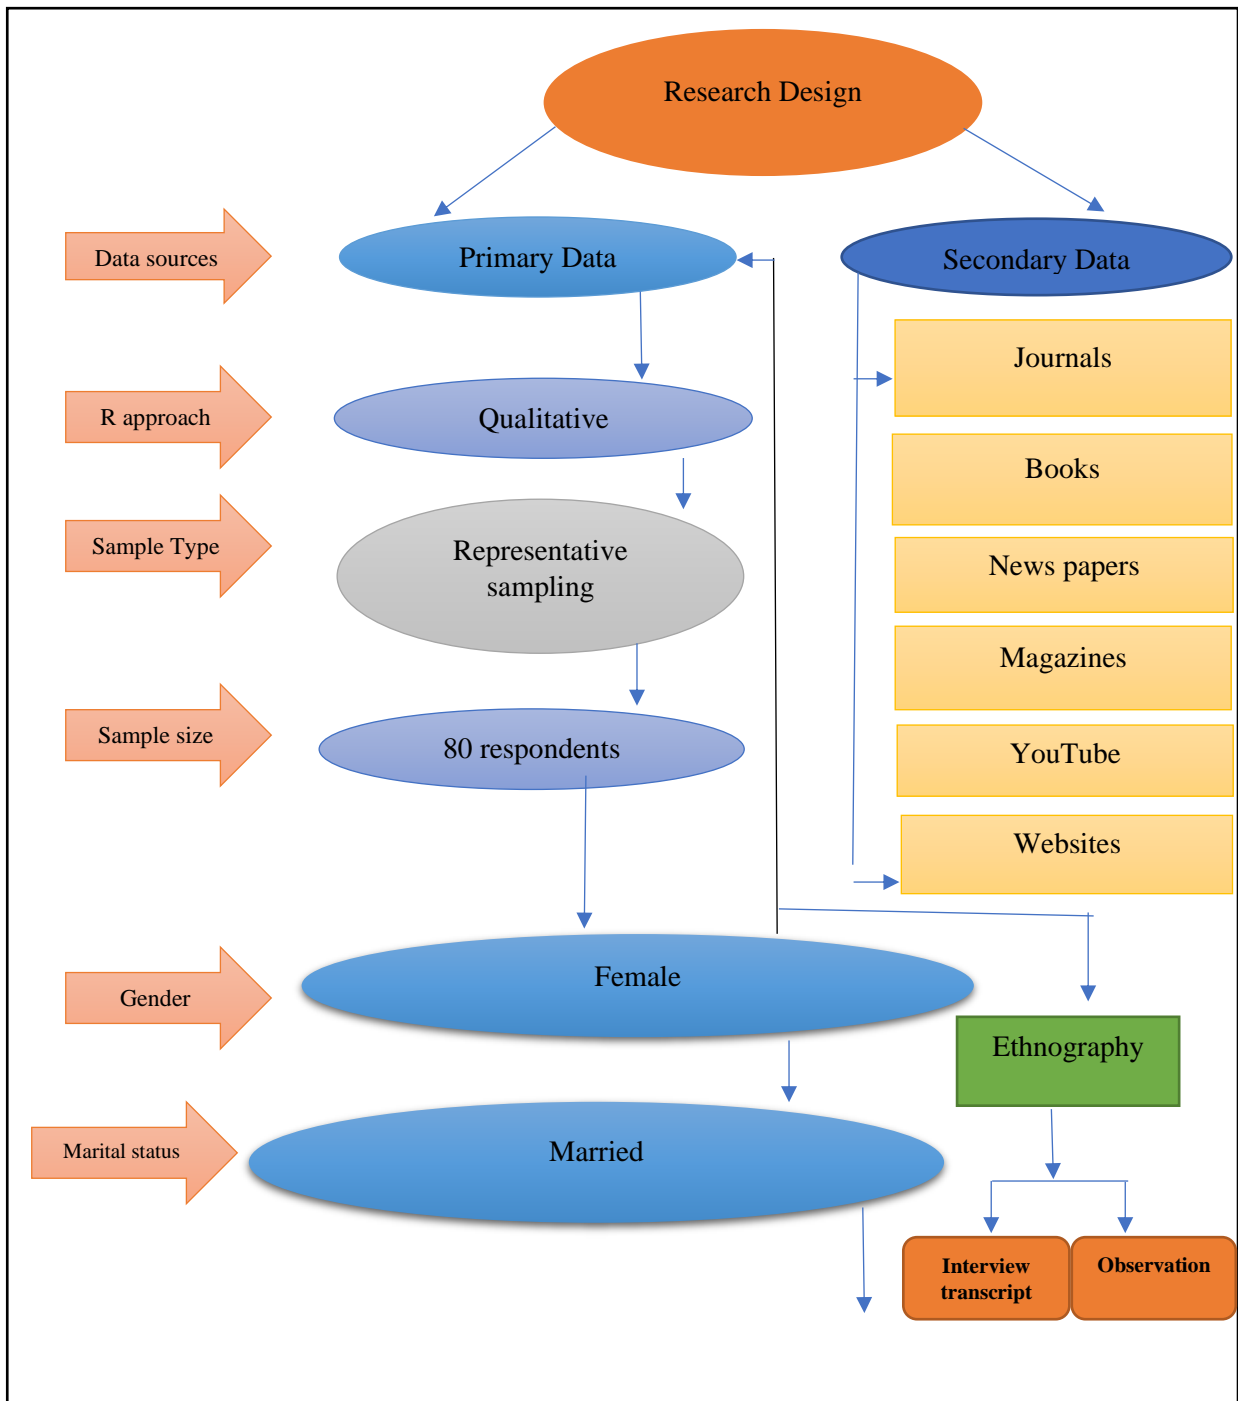 Research Design
Data sources
Primary Data
Secondary Data
Journals
R approach
Qualitative
Books
Sample Type
Representative
sampling
News papers
Magazines
Sample size
80 respondents
YouTube
Websites
Gender
Female
Ethnography
Marital status
Married
Interview
transcript
Observation